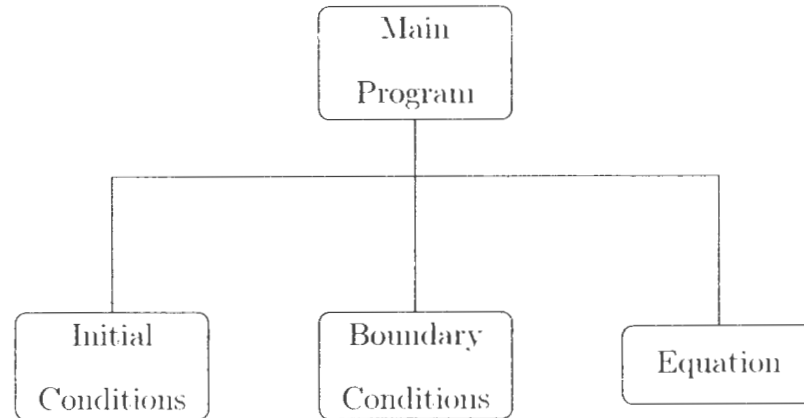 Main
Program
Initial
Conditions
Boundary
Conditions
Equation